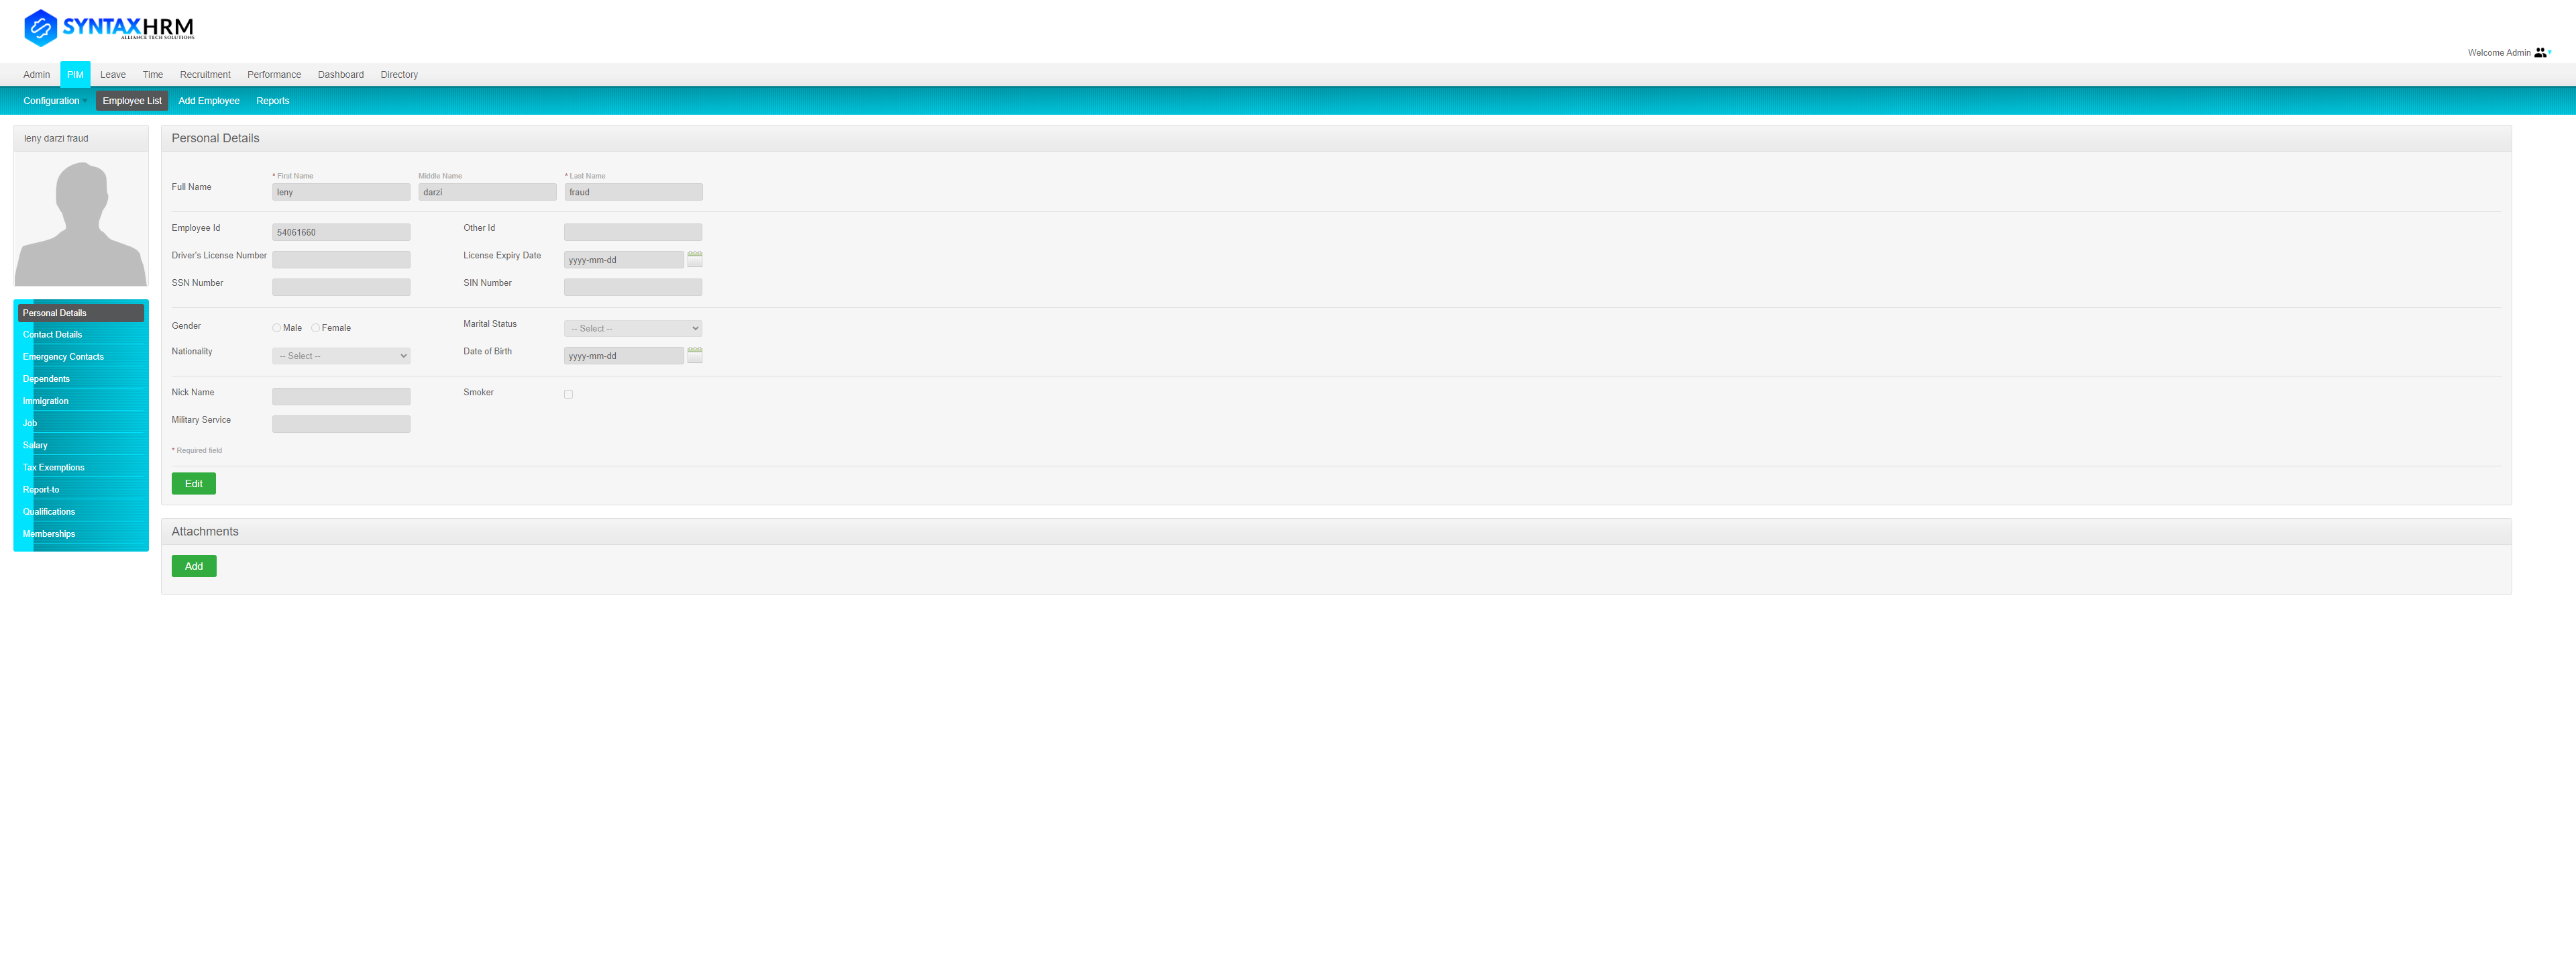 SYNTAXHRM
ALLIANCE TECH SOLUTIONS
Welcome Admin
Admin PIM Leave Time Recruitment Performance Dashboard Directory
Configuration Employee List Add Employee Reports
leny darzi fraud
Personal Details
Contact Details
Emergency Contacts
Dependents
Immigration
Job
Salary
Tax Exemptions
Report-to
Qualifications
Memberships
Personal Details
* First Name Middle Name * Last Name
Full Name leny darzi fraud
Employee Id 54061660 Other Id
Driver's License Number License Expiry Date yyyy-mm-dd
SSN Number SIN Number
Gender Male Female Marital Status -- Select --
Nationality -- Select -- Date of Birth yyyy-mm-dd
Nick Name Smoker
Military Service
* Required field
Edit
Attachments
Add